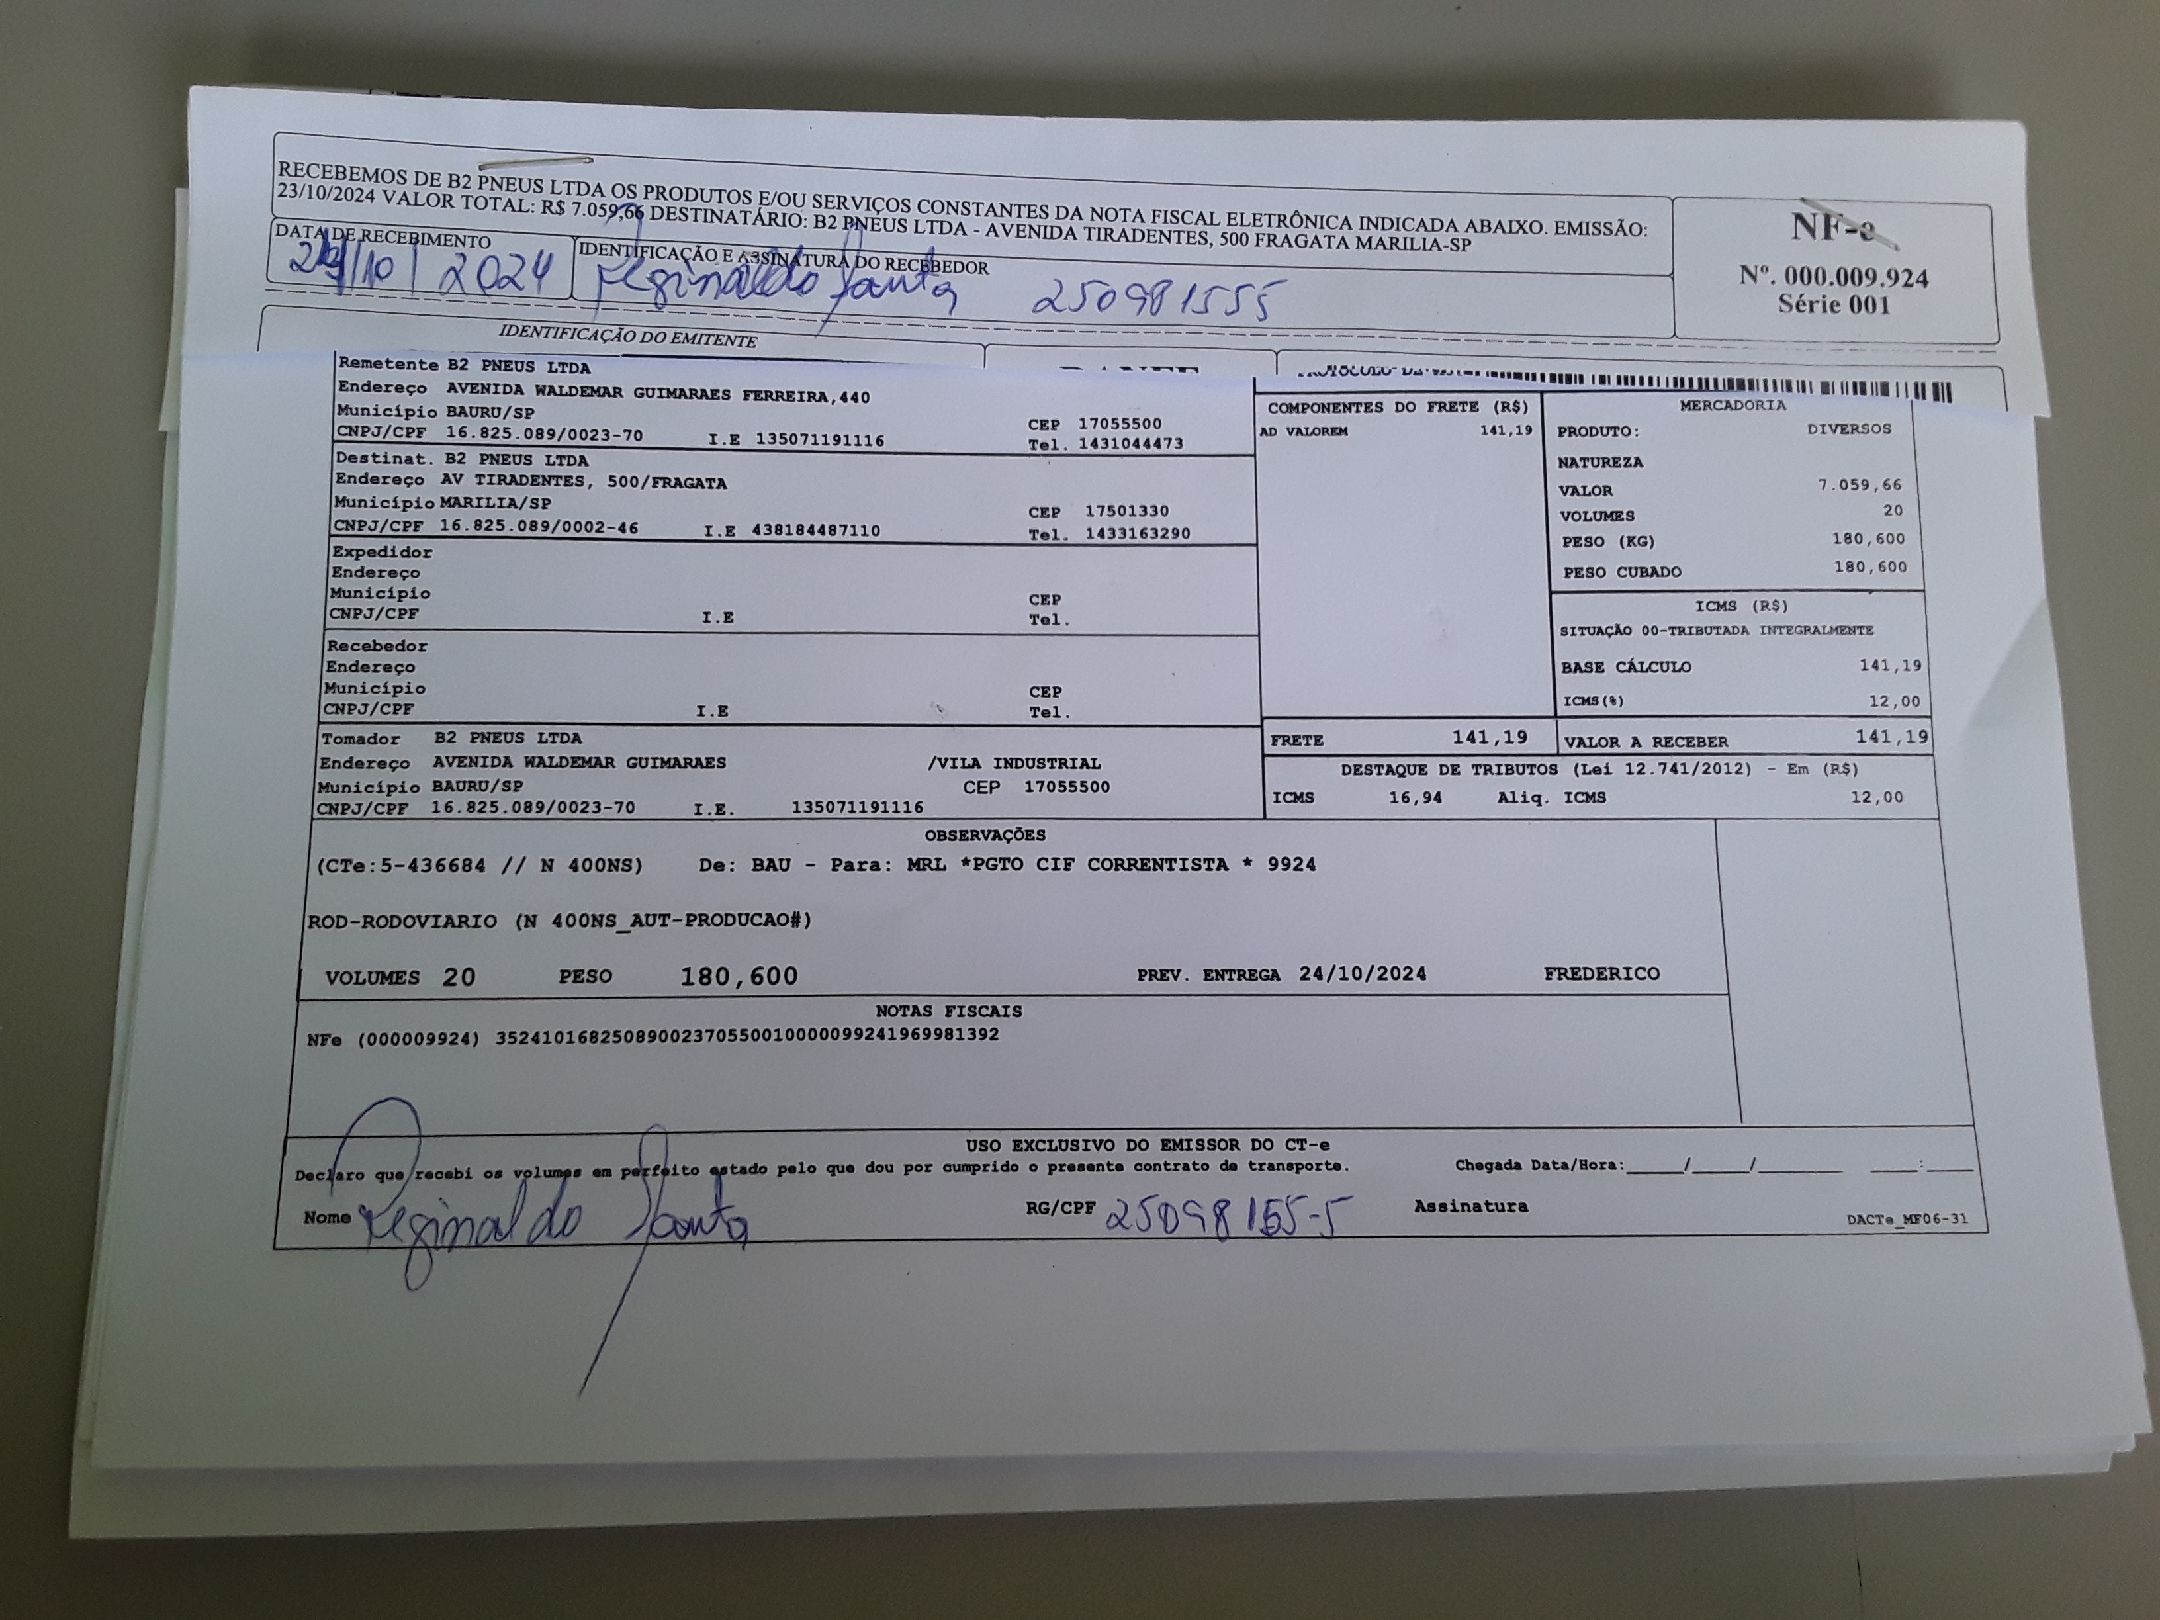 RECEBEMOS DE B2 PNEUS LTDA OS PRODUTOS E/OU SERVIÇOS CONSTANTES DA NOTA FISCAL ELETRÔNICA INDICADA ABAIXO. EMISSÃO:
23/10/2024 VALOR TOTAL: R$ 7.059,66 DESTINATÁRIO: B2 PNEUS LTDA - AVENIDA TIRADENTES, 500 FRAGATA MARILIA-SP
NF-e
Nº. 000.009.924
Série 001
DATA DE RECEBIMENTO
/10/2024
IDENTIFICAÇÃO E ASSINATURA DO RECEBEDOR
Reginaldo 250981555
IDENTIFICAÇÃO DO EMITENTE
Remetente B2 PNEUS LTDA
Endereço AVENIDA WALDEMAR GUIMARAES FERREIRA,440
Município BAURU/SP CEP 17055500
CNPJ/CPF 16.825.089/0023-70 I.E 135071191116 Tel. 1431044473
Destinat. B2 PNEUS LTDA
Endereço AV TIRADENTES, 500/FRAGATA
Município MARILIA/SP CEP 17501330
CNPJ/CPF 16.825.089/0002-46 I.E 438184487110 Tel. 1433163290
Expedidor
Endereço
Município CEP
CNPJ/CPF I.E Tel.
Recebedor
Endereço
Município CEP
CNPJ/CPF I.E Tel.
Tomador B2 PNEUS LTDA
Endereço AVENIDA WALDEMAR GUIMARAES /VILA INDUSTRIAL
Município BAURU/SP CEP 17055500
CNPJ/CPF 16.825.089/0023-70 I.E. 135071191116
COMPONENTES DO FRETE (R$)
AD VALOREM 141,19
MERCADORIA
PRODUTO: DIVERSOS
NATUREZA
VALOR 7.059,66
VOLUMES 20
PESO (KG) 180,600
PESO CUBADO 180,600
ICMS (R$)
SITUAÇÃO 00-TRIBUTADA INTEGRALMENTE
BASE CÁLCULO 141,19
ICMS(%) 12,00
FRETE 141,19 VALOR A RECEBER 141,19
DESTAQUE DE TRIBUTOS (Lei 12.741/2012) - Em (R$)
ICMS 16,94 Aliq. ICMS 12,00
OBSERVAÇÕES
(CTe:5-436684 // N 400NS) De: BAU - Para: MRL *PGTO CIF CORRENTISTA * 9924
ROD-RODOVIARIO (N 400NS_AUT-PRODUCAO#)
VOLUMES 20 PESO 180,600 PREV. ENTREGA 24/10/2024 FREDERICO
NOTAS FISCAIS
NFe (000009924) 35241016825089002370550010000099241969981392
USO EXCLUSIVO DO EMISSOR DO CT-e
Declaro que recebi os volumes em perfeito estado pelo que dou por cumprido o presente contrato de transporte. Chegada Data/Hora:_____/_____/_______ ____:____
Nome Reginaldo RG/CPF 25098155-5 Assinatura
DACTe_MF06-31